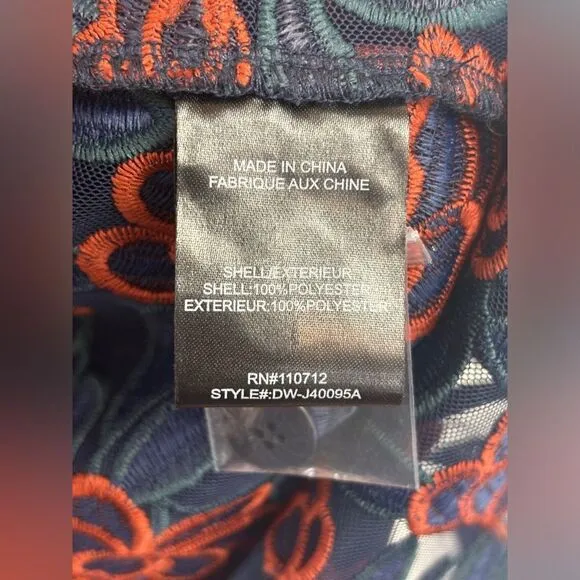 MADE IN CHINA
FABRIQUE AUX CHINE
SHELL/EXTERIEUR
SHELL:100%POLYESTER
EXTERIEUR:100%POLYESTER
RN#110712
STYLE#:DW-J40095A